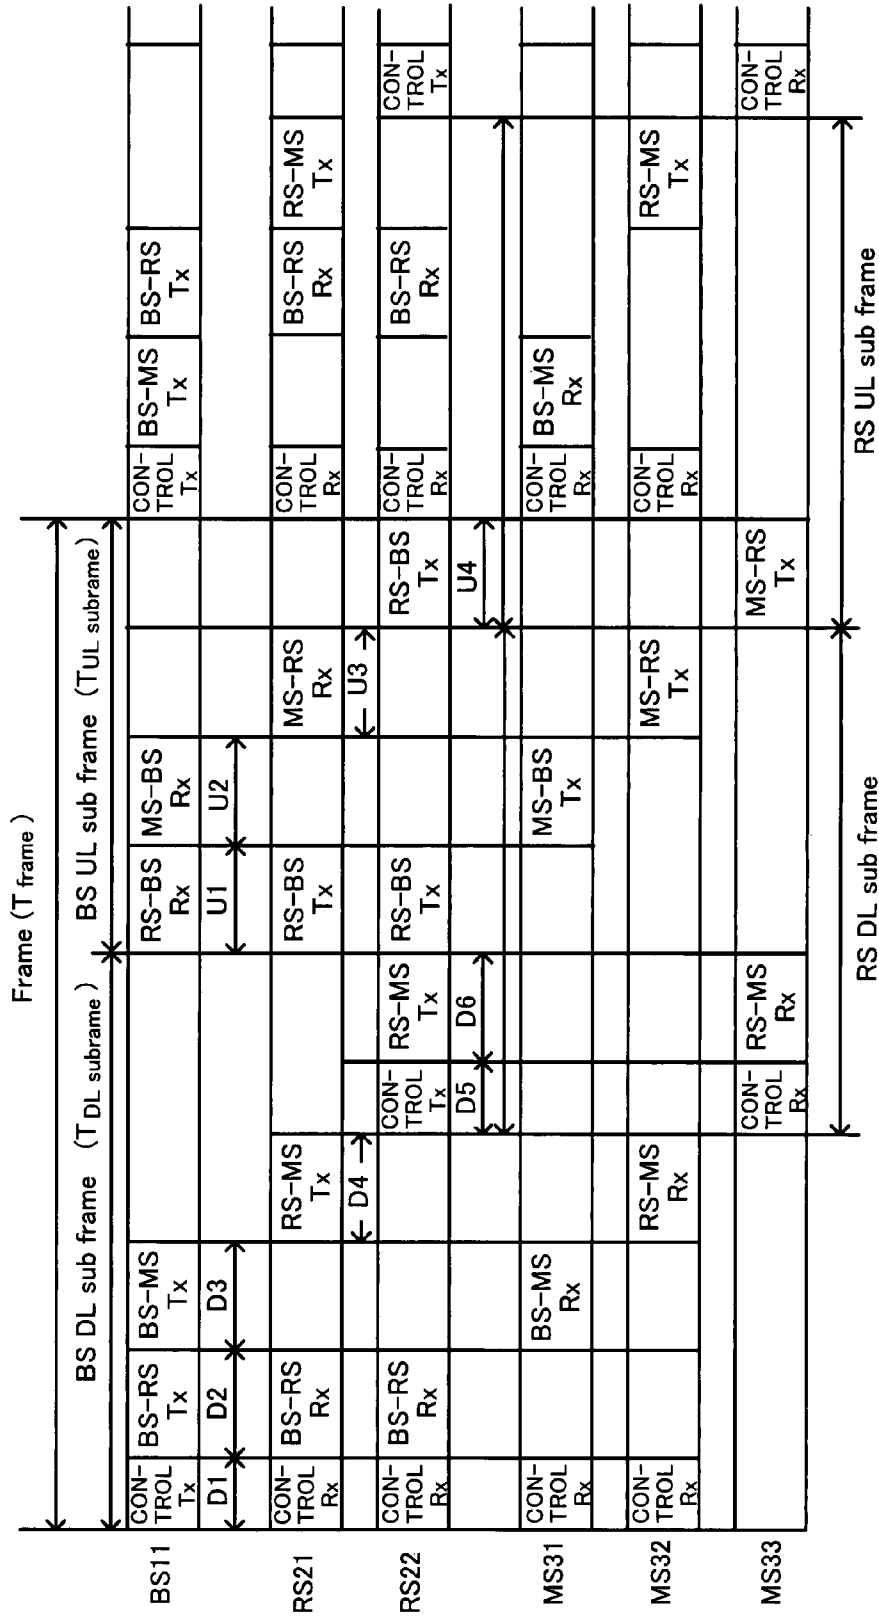 Frame (T frame)
BS DL sub frame (T DL subrame)
BS UL sub frame (TUL subrame)
BS11
CON-
TROL
Tx
BS-RS
Tx
BS-MS
Tx
RS-BS
Rx
MS-BS
Rx
CON-
TROL
Tx
BS-MS
Tx
BS-RS
Tx
D1
D2
D3
U1
U2
RS21
CON-
TROL
Rx
BS-RS
Rx
RS-MS
Tx
RS-BS
Tx
MS-RS
Rx
CON-
TROL
Rx
BS-RS
Rx
RS-MS
Tx
D4
U3
RS22
CON-
TROL
Rx
BS-RS
Rx
CON-
TROL
Tx
RS-MS
Tx
RS-BS
Tx
RS-BS
Tx
CON-
TROL
Rx
BS-RS
Rx
CON-
TROL
Tx
D5
D6
U4
MS31
CON-
TROL
Rx
BS-MS
Rx
MS-BS
Tx
CON-
TROL
Rx
BS-MS
Rx
MS32
CON-
TROL
Rx
RS-MS
Rx
MS-RS
Tx
CON-
TROL
Rx
RS-MS
Tx
MS33
CON-
TROL
Rx
RS-MS
Rx
MS-RS
Tx
CON-
TROL
Rx
RS DL sub frame
RS UL sub frame